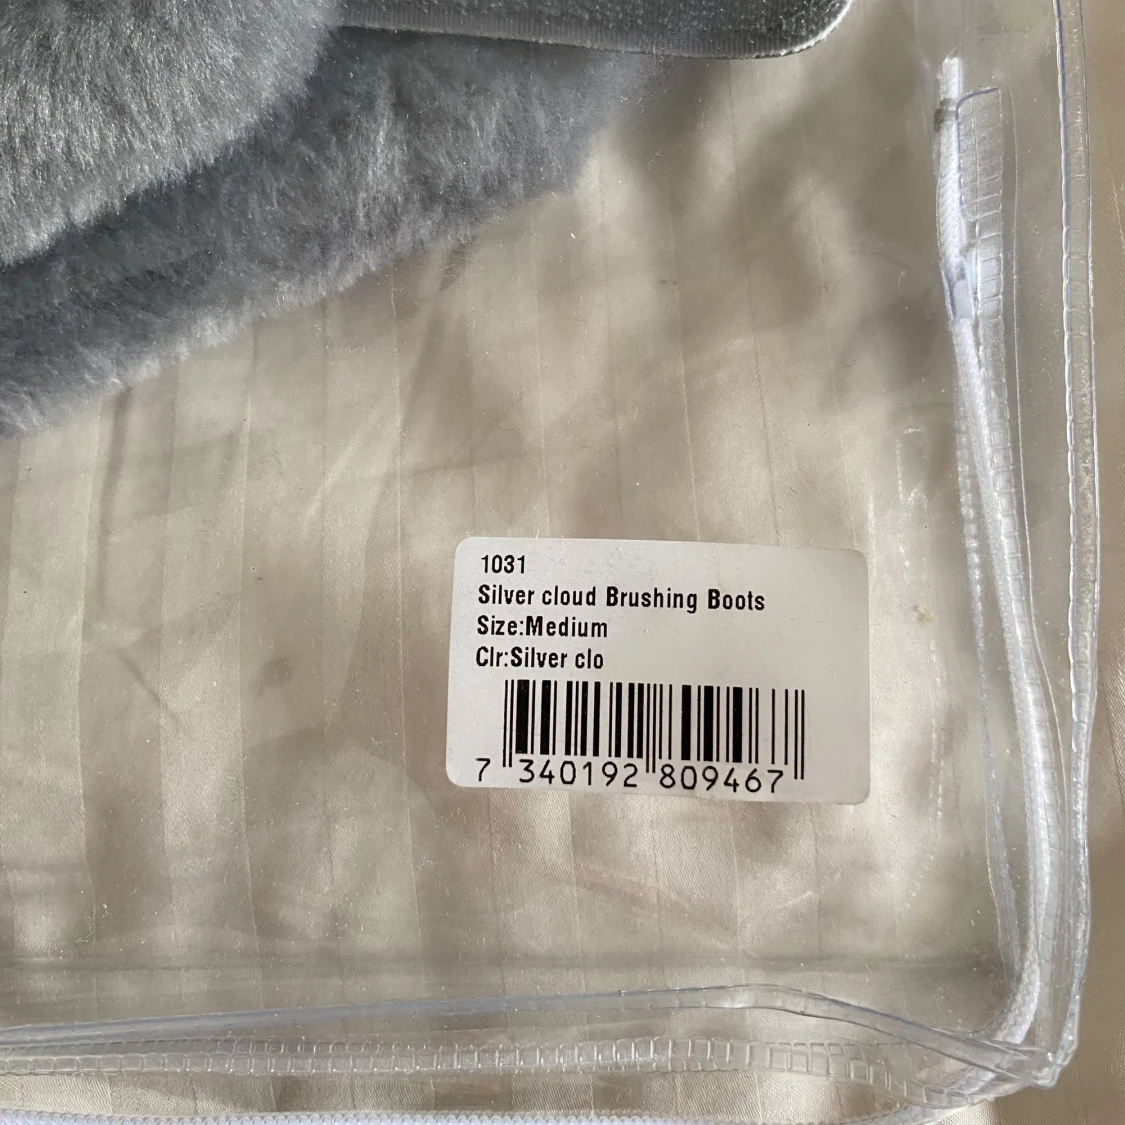 1031
Silver cloud Brushing Boots
Size:Medium
Clr:Silver clo
7 340192 809467